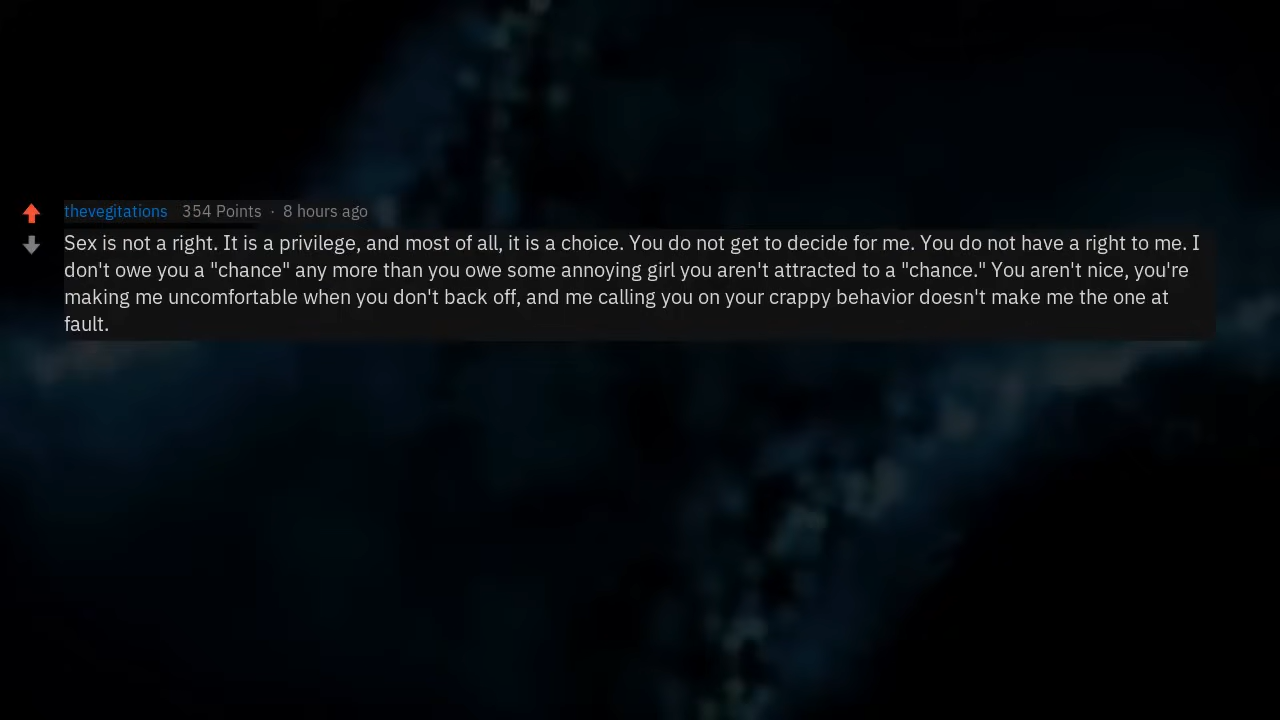 thevegitations 354 Points · 8 hours ago
Sex is not a right. It is a privilege, and most of all, it is a choice. You do not get to decide for me. You do not have a right to me. I
don't owe you a "chance" any more than you owe some annoying girl you aren't attracted to a "chance." You aren't nice, you're
making me uncomfortable when you don't back off, and me calling you on your crappy behavior doesn't make me the one at
fault.